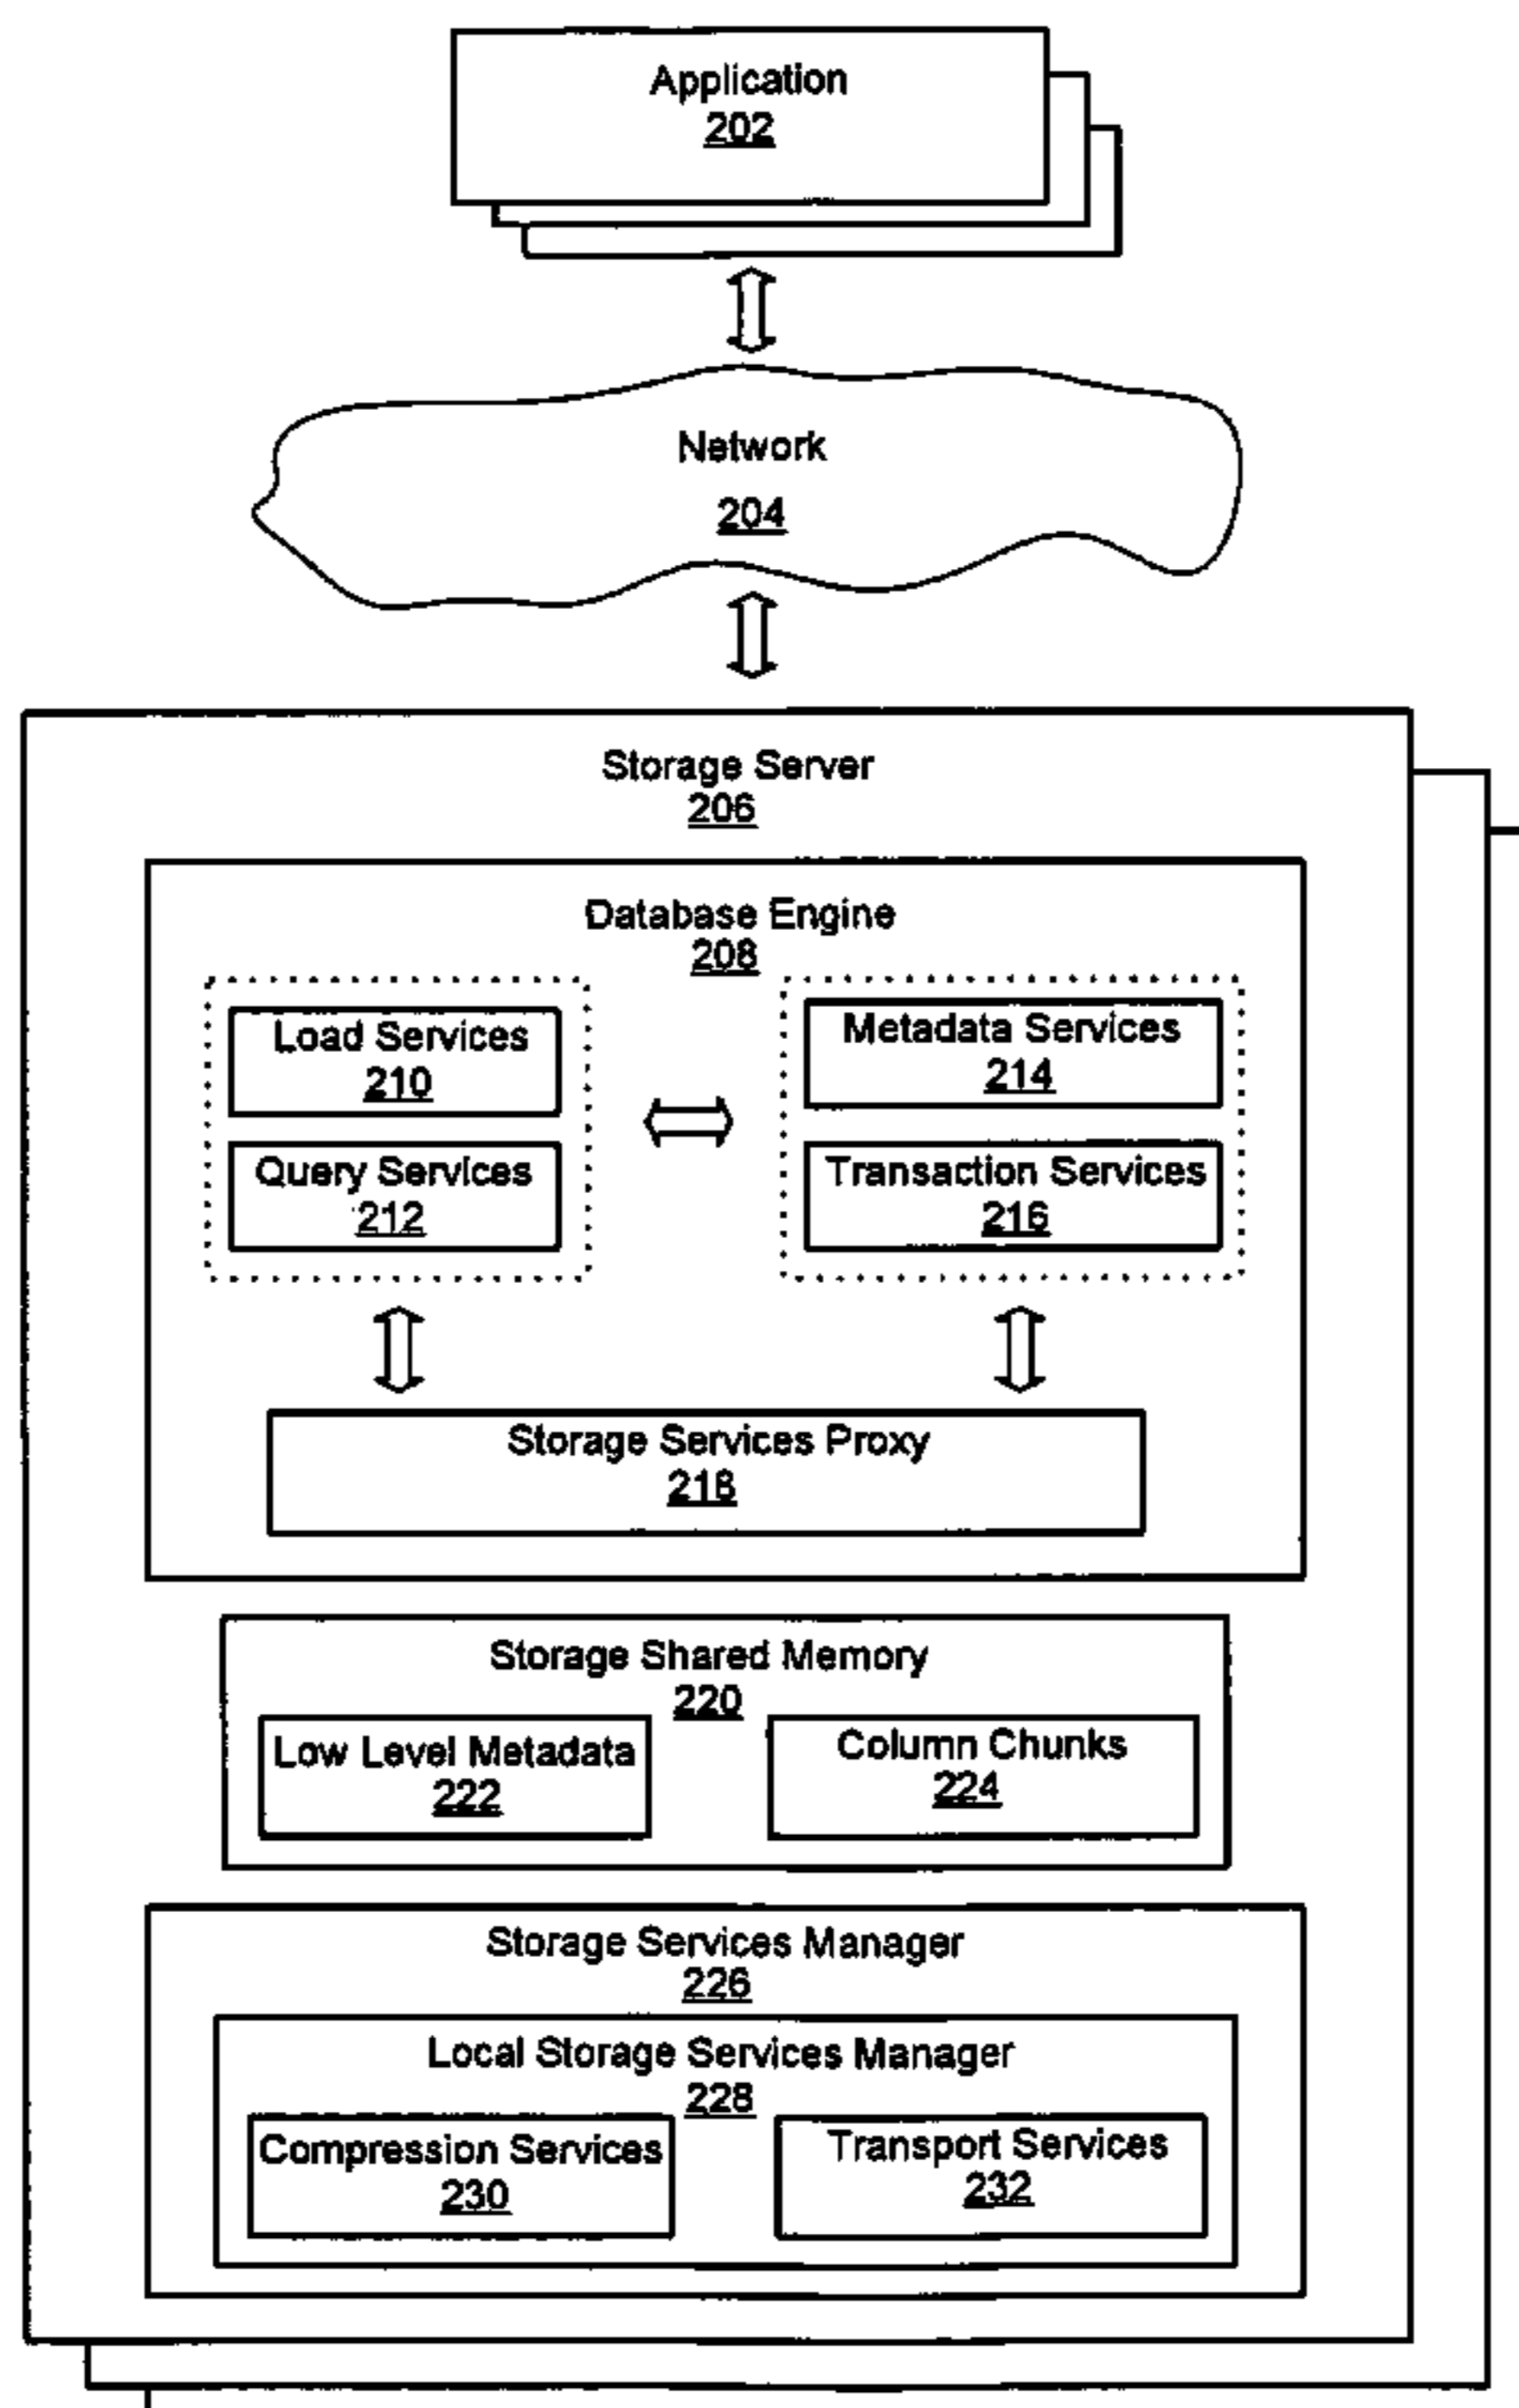 Application
202
Network
204
Storage Server
206
Database Engine
208
Load Services
210
Query Services
212
Metadata Services
214
Transaction Services
216
Storage Services Proxy
218
Storage Shared Memory
220
Low Level Metadata
222
Column Chunks
224
Storage Services Manager
226
Local Storage Services Manager
228
Compression Services
230
Transport Services
232